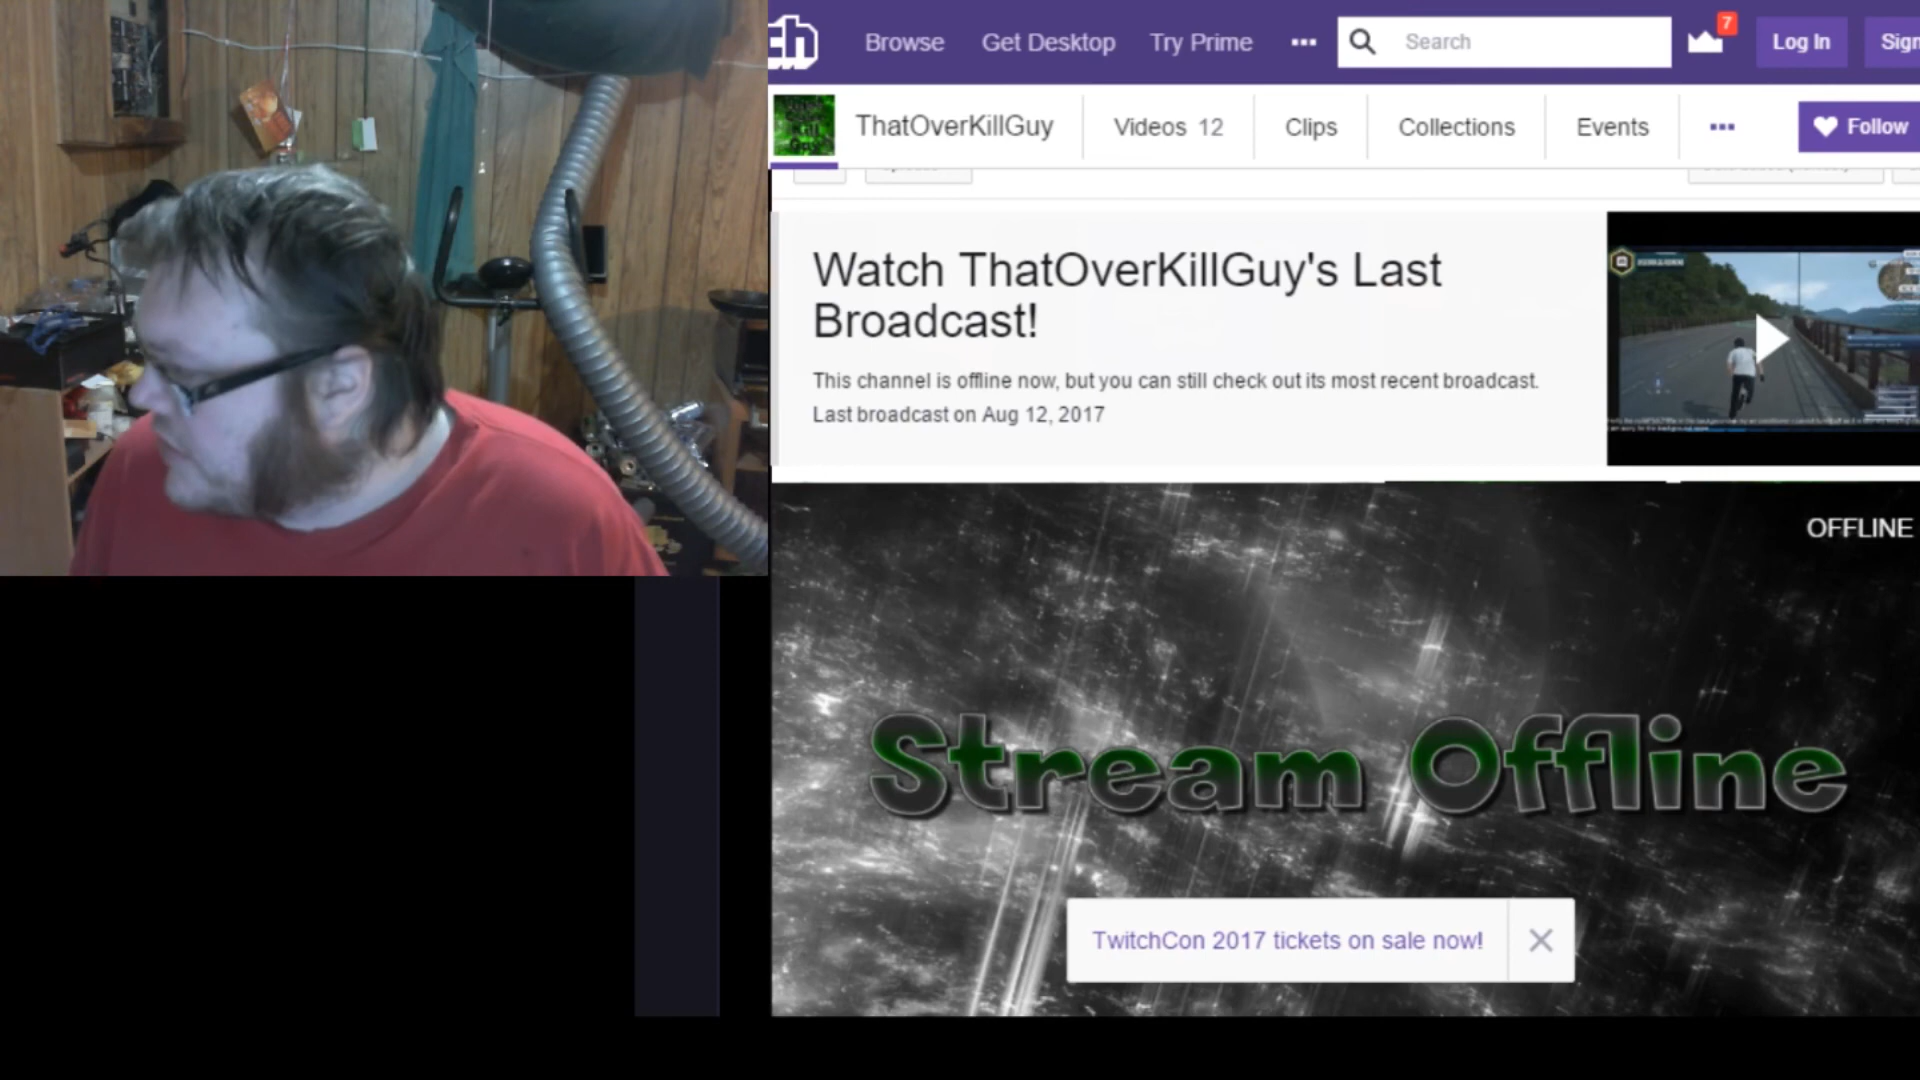 ch Browse Get Desktop Try Prime ••• Search 7 Log In Sign
ThatOverKillGuy Videos 12 Clips Collections Events ••• Follow
Watch ThatOverKillGuy's Last
Broadcast!
This channel is offline now, but you can still check out its most recent broadcast.
Last broadcast on Aug 12, 2017
OFFLINE
Stream Offline
TwitchCon 2017 tickets on sale now!